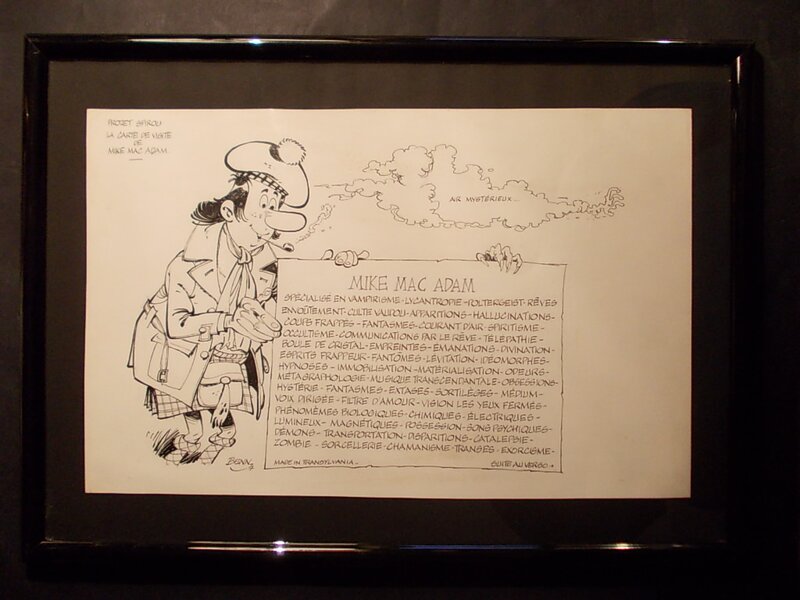 PROJET SPIROU
LA CARTE DE VISITE
DE
MIKE MAC ADAM.
AIR MYSTÉRIEUX...
MIKE MAC ADAM
SPÉCIALISÉ EN VAMPIRISME - LYCANTROPIE - POLTERGEIST - RÊVES
ENVOÛTEMENT - CULTE VAUDOU - APPARITIONS - HALLUCINATIONS -
COUPS FRAPPÉS - FANTASMES - COURANT D'AIR - SPIRITISME -
OCCULTISME - COMMUNICATIONS PAR LE RÊVE - TÉLÉPATHIE -
BOULE DE CRISTAL - EMPREINTES - ÉMANATIONS - DIVINATION -
ESPRITS FRAPPEUR - FANTÔMES - LÉVITATION - IDÉOMORPHES -
HYPNOSES - IMMOBILISATION - MATÉRIALISATION - ODEURS -
MÉTAGRAPHOLOGIE - MUSIQUE TRANSCENDANTALE - OBSESSIONS -
HYSTÉRIE - FANTASMES - EXTASES - SORTILÈGES - MÉDIUM -
VOIX DIRIGÉE - FILTRE D'AMOUR - VISION LES YEUX FERMÉS -
PHÉNOMÈNES BIOLOGIQUES - CHIMIQUES - ÉLECTRIQUES -
LUMINEUX - MAGNÉTIQUES - POSSESSION - SONS PSYCHIQUES -
DÉMONS - TRANSPORTATION - DISPARITIONS - CATALEPSIE -
ZOMBIE - SORCELLERIE - CHAMANISME - TRANSES - EXORCISME -
MADE IN TRANSYLVANIA...
SUITE AU VERSO.
BENN